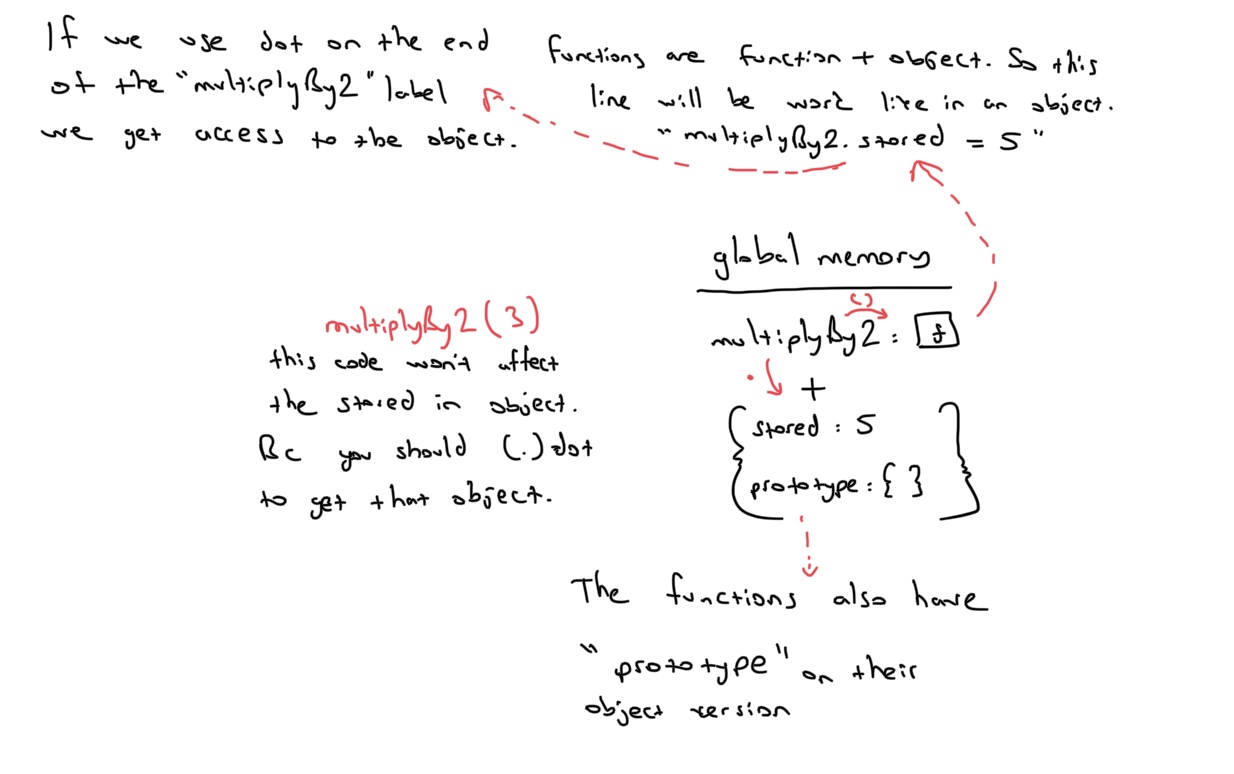 If we use dot on the end
of the "multiplyBy2" label
we get access to the object.
Functions are function + object. So this
line will be work like in an object.
"multiplyBy2.stored = 5"
global memory
multiplyBy2(3)
this code won't affect
the stored in object.
Bc you should (.) dot
to get that object.
()
multiplyBy2 : f
.
+
{ stored : 5
prototype : { } }
The functions also have
"prototype" on their
object version